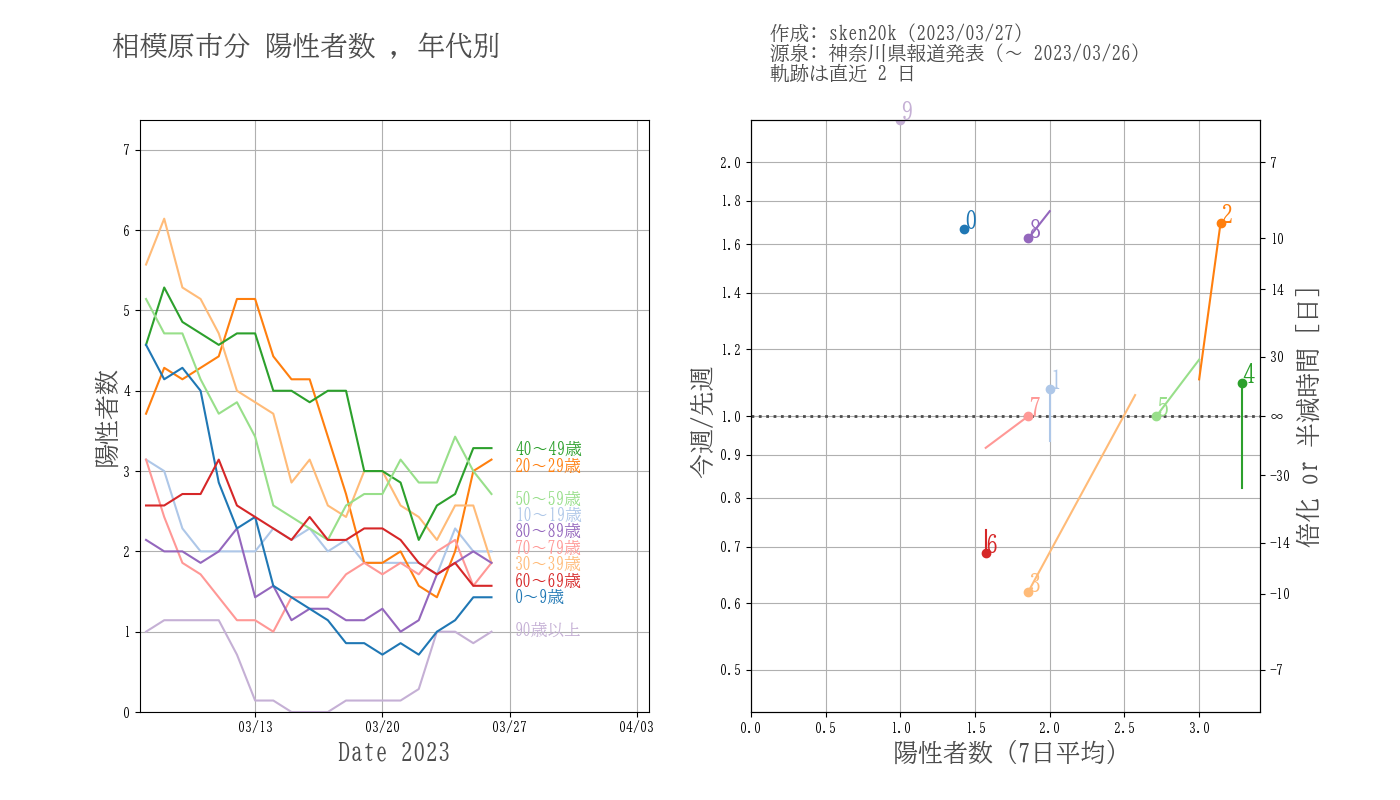 相模原市分 陽性者数 , 年代別
作成: sken20k (2023/03/27)
源泉: 神奈川県報道発表 (～ 2023/03/26)
軌跡は直近 2 日
7
6
5
4
3
2
1
0
陽性者数
03/13
03/20
03/27
04/03
Date 2023
40～49歳
20～29歳
50～59歳
10～19歳
80～89歳
70～79歳
30～39歳
60～69歳
0～9歳
90歳以上
2.0
1.8
1.6
1.4
1.2
1.0
0.9
0.8
0.7
0.6
0.5
今週/先週
9
0
8
2
1
4
7
5
6
3
0.0
0.5
1.0
1.5
2.0
2.5
3.0
陽性者数 (7日平均)
7
10
14
30
∞
-30
-14
-10
-7
倍化 or 半減時間 [日]